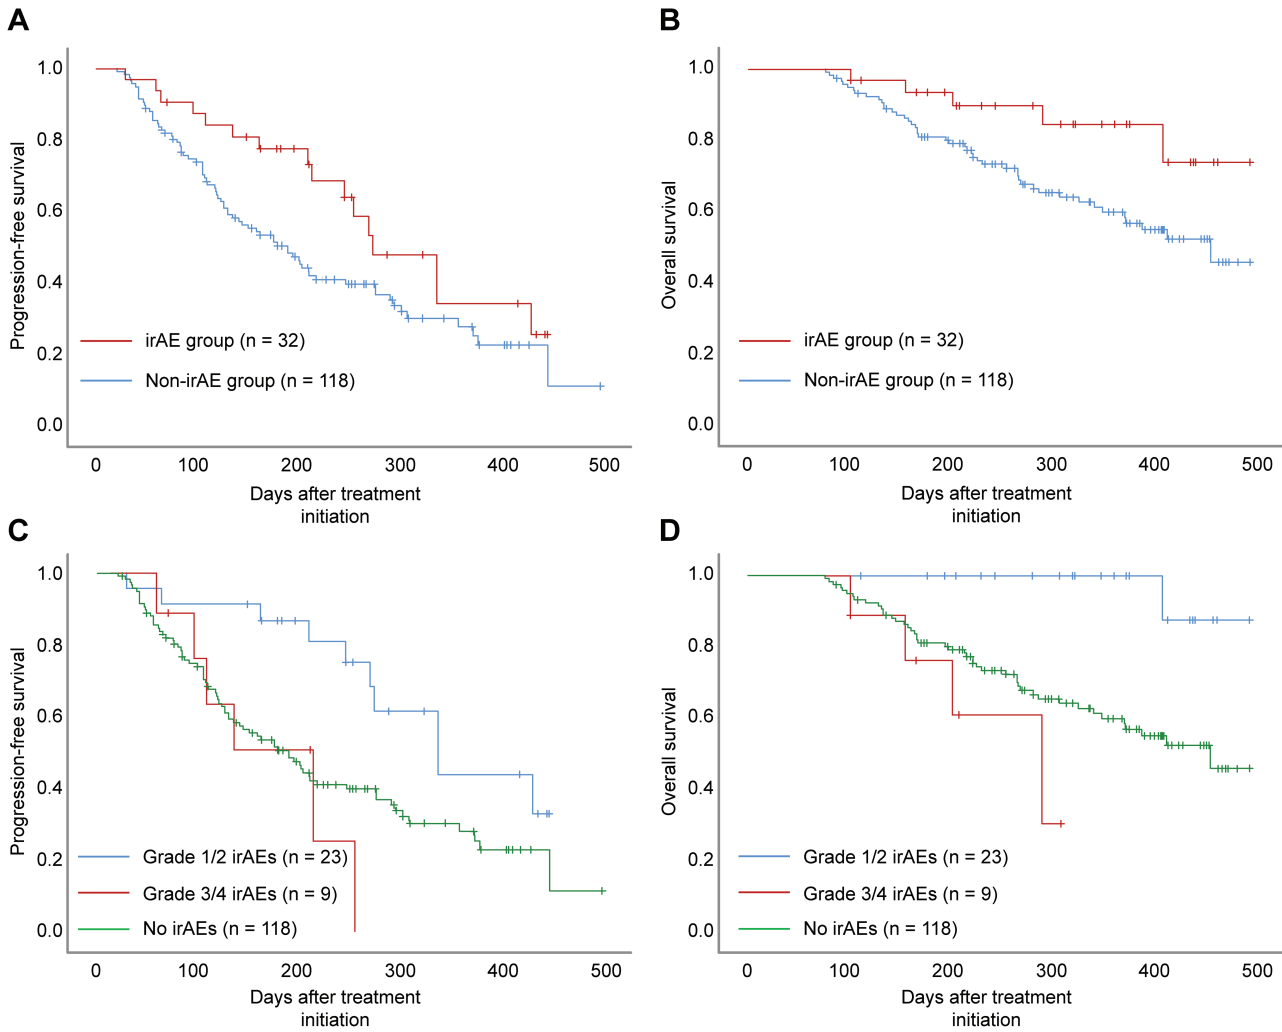 A
1.0
0.8
0.6
0.4
0.2
0.0
Progression-free survival
irAE group (n = 32)
Non-irAE group (n = 118)
0 100 200 300 400 500
Days after treatment
initiation
B
1.0
0.8
0.6
0.4
0.2
0.0
Overall survival
irAE group (n = 32)
Non-irAE group (n = 118)
0 100 200 300 400 500
Days after treatment
initiation
C
1.0
0.8
0.6
0.4
0.2
0.0
Progression-free survival
Grade 1/2 irAEs (n = 23)
Grade 3/4 irAEs (n = 9)
No irAEs (n = 118)
0 100 200 300 400 500
Days after treatment
initiation
D
1.0
0.8
0.6
0.4
0.2
0.0
Overall survival
Grade 1/2 irAEs (n = 23)
Grade 3/4 irAEs (n = 9)
No irAEs (n = 118)
0 100 200 300 400 500
Days after treatment
initiation